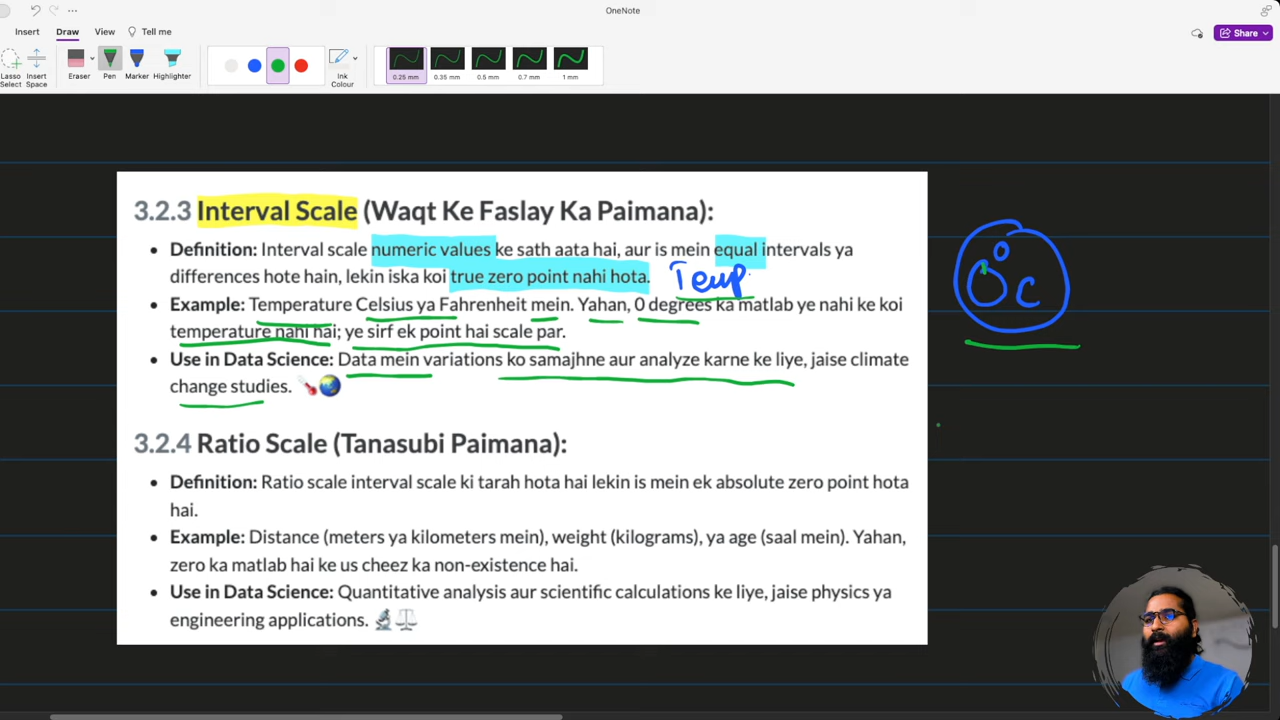 OneNote
Insert Draw View Tell me
Share
Lasso Select
Insert Space
Eraser
Pen
Marker
Highlighter
Ink Colour
0.25 mm
0.35 mm
0.5 mm
0.7 mm
1 mm
3.2.3 Interval Scale (Waqt Ke Faslay Ka Paimana):
• Definition: Interval scale numeric values ke sath aata hai, aur is mein equal intervals ya
differences hote hain, lekin iska koi true zero point nahi hota.
Temp
• Example: Temperature Celsius ya Fahrenheit mein. Yahan, 0 degrees ka matlab ye nahi ke koi
temperature nahi hai; ye sirf ek point hai scale par.
• Use in Data Science: Data mein variations ko samajhne aur analyze karne ke liye, jaise climate
change studies. 🌡️🌏
0°C
3.2.4 Ratio Scale (Tanasubi Paimana):
• Definition: Ratio scale interval scale ki tarah hota hai lekin is mein ek absolute zero point hota
hai.
• Example: Distance (meters ya kilometers mein), weight (kilograms), ya age (saal mein). Yahan,
zero ka matlab hai ke us cheez ka non-existence hai.
• Use in Data Science: Quantitative analysis aur scientific calculations ke liye, jaise physics ya
engineering applications. 🔬⚖️